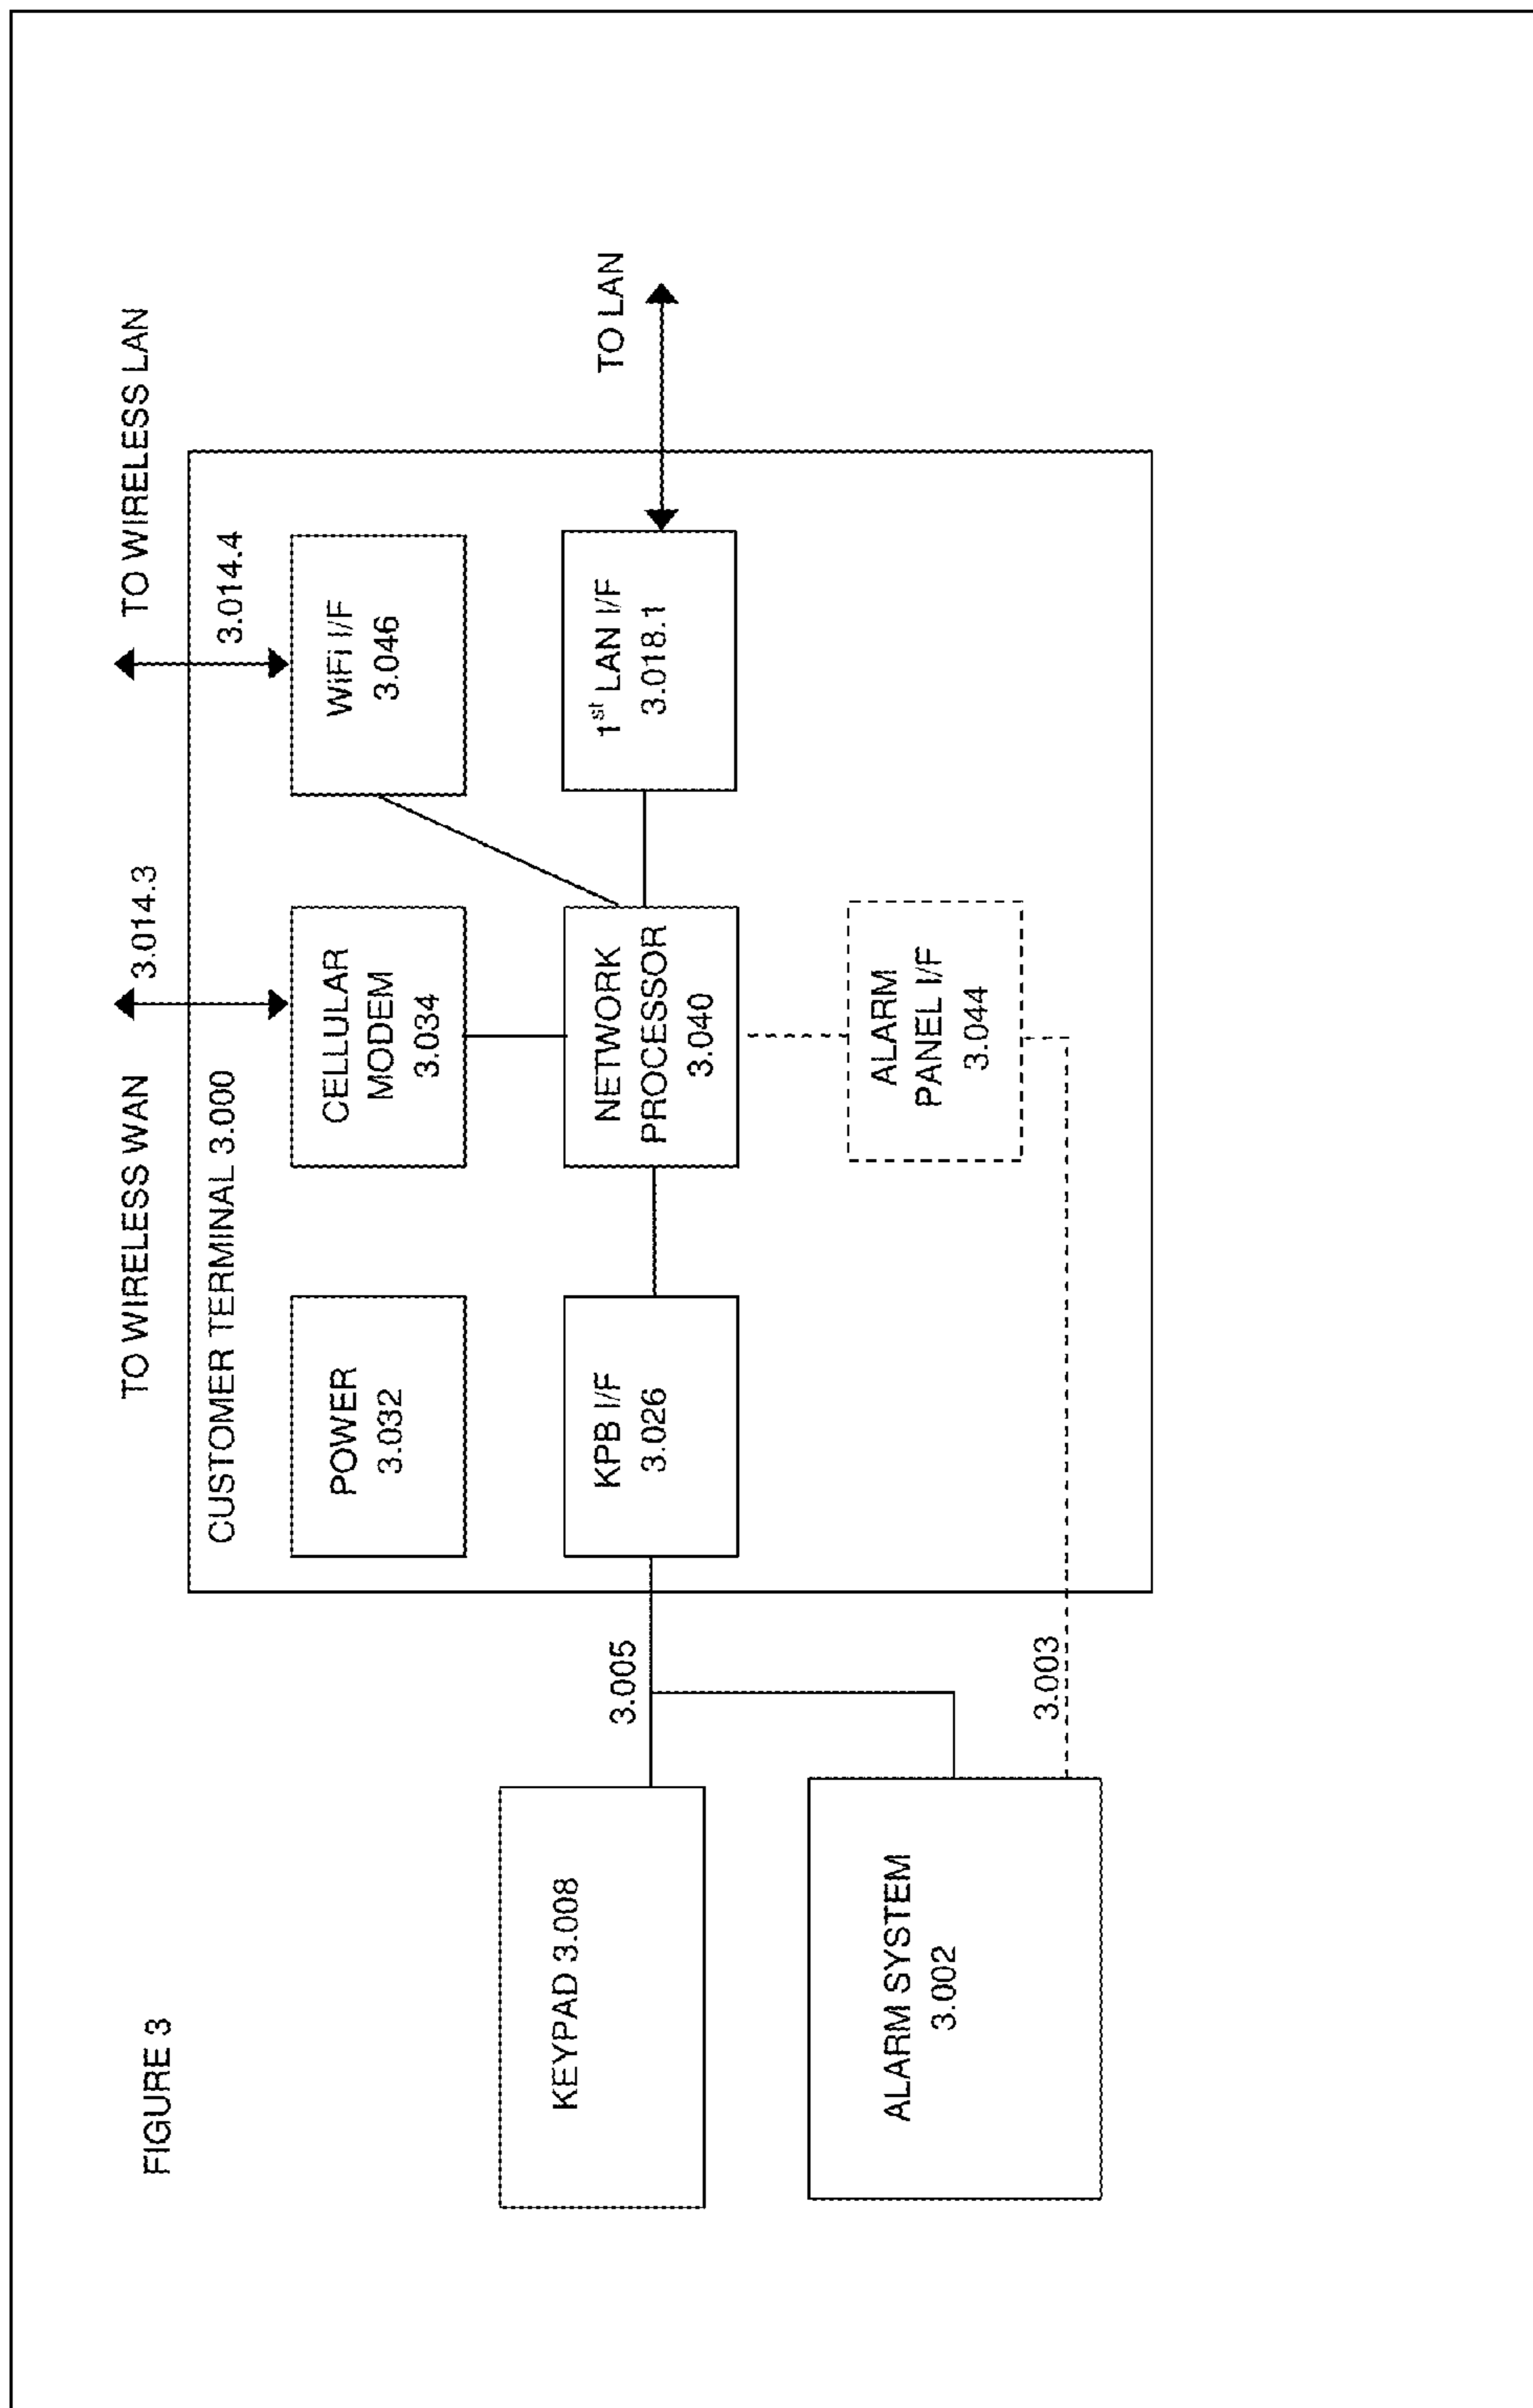 FIGURE 3
TO WIRELESS WAN
3.014.3
TO WIRELESS LAN
CUSTOMER TERMINAL 3.000
3.014.4
POWER
3.032
CELLULAR
MODEM
3.034
WiFi I/F
3.046
KEYPAD 3.008
3.005
KPB I/F
3.026
NETWORK
PROCESSOR
3.040
1st LAN I/F
3.018.1
TO LAN
ALARM SYSTEM
3.002
3.003
ALARM
PANEL I/F
3.044